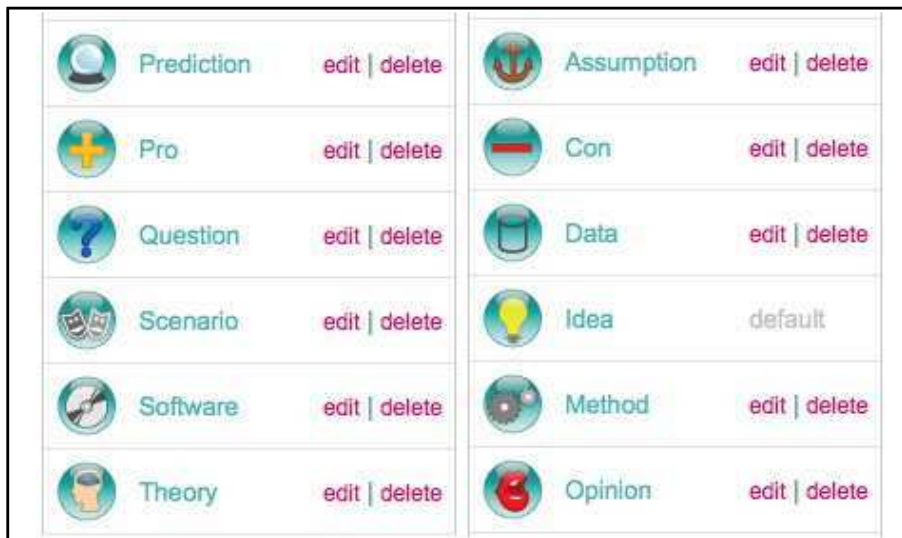 Prediction edit | delete
Pro edit | delete
Question edit | delete
Scenario edit | delete
Software edit | delete
Theory edit | delete
Assumption edit | delete
Con edit | delete
Data edit | delete
Idea default
Method edit | delete
Opinion edit | delete